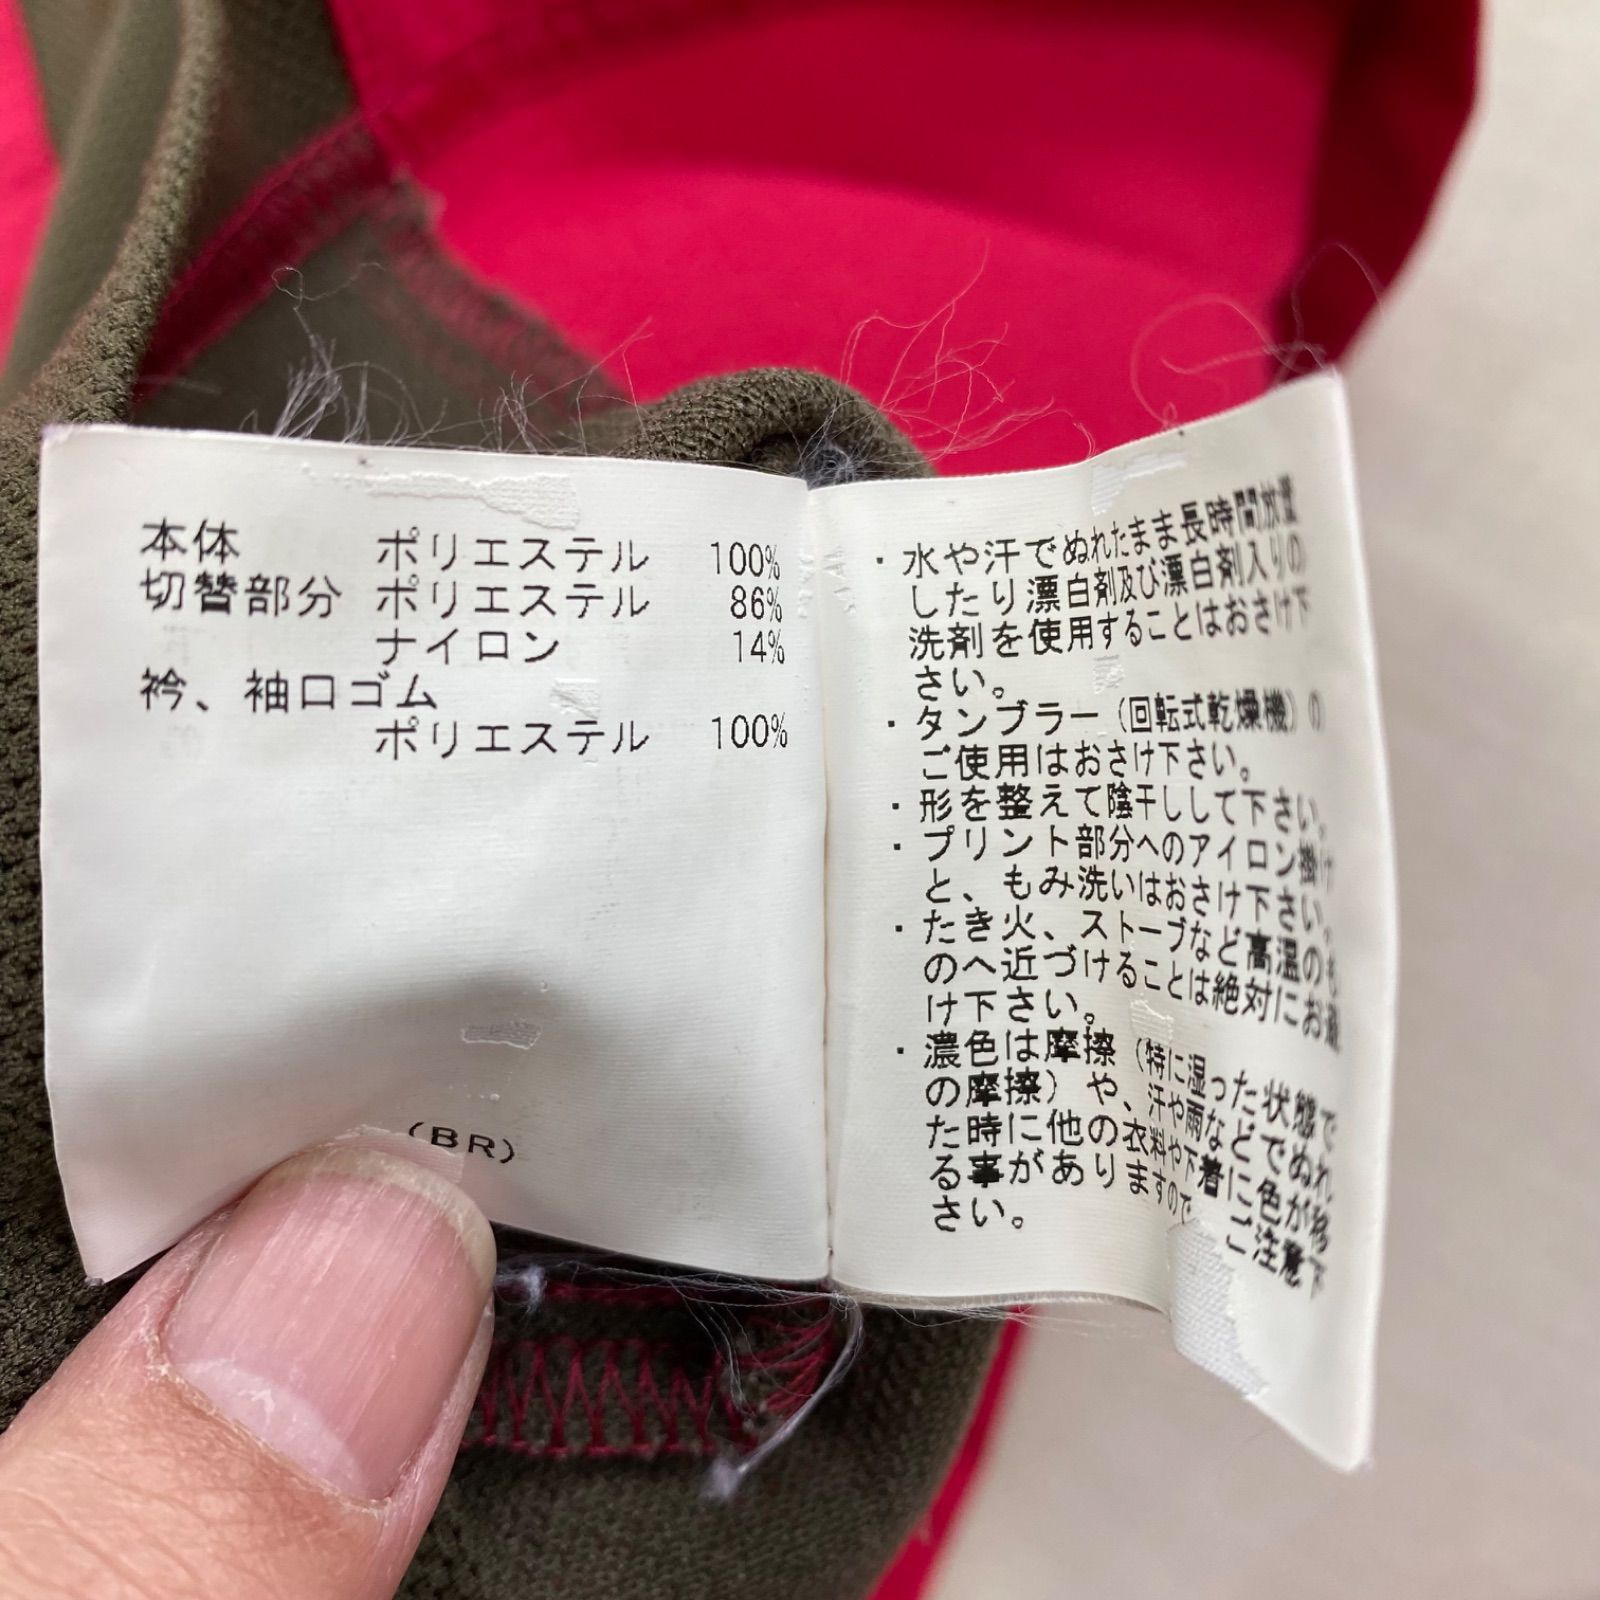 本体 ポリエステル 100%
切替部分 ポリエステル 86%
ナイロン 14%
衿、袖口ゴム
ポリエステル 100%
(BR)
・水や汗でぬれたまま長時間放置
したり漂白剤及び漂白剤入りの
洗剤を使用することはおさけ下
さい。
・タンブラー(回転式乾燥機)の
ご使用はおさけ下さい。
・形を整えて陰干しして下さい。
・プリント部分へのアイロン掛け
と、もみ洗いはおさけ下さい。
・たき火、ストーブなど高温のも
のへ近づけることは絶対にお避
け下さい。
・濃色は摩擦(特に湿った状態で
の摩擦)や、汗や雨などでぬれ
た時に他の衣料や下着に色が移
る事がありますのでご注意下
さい。